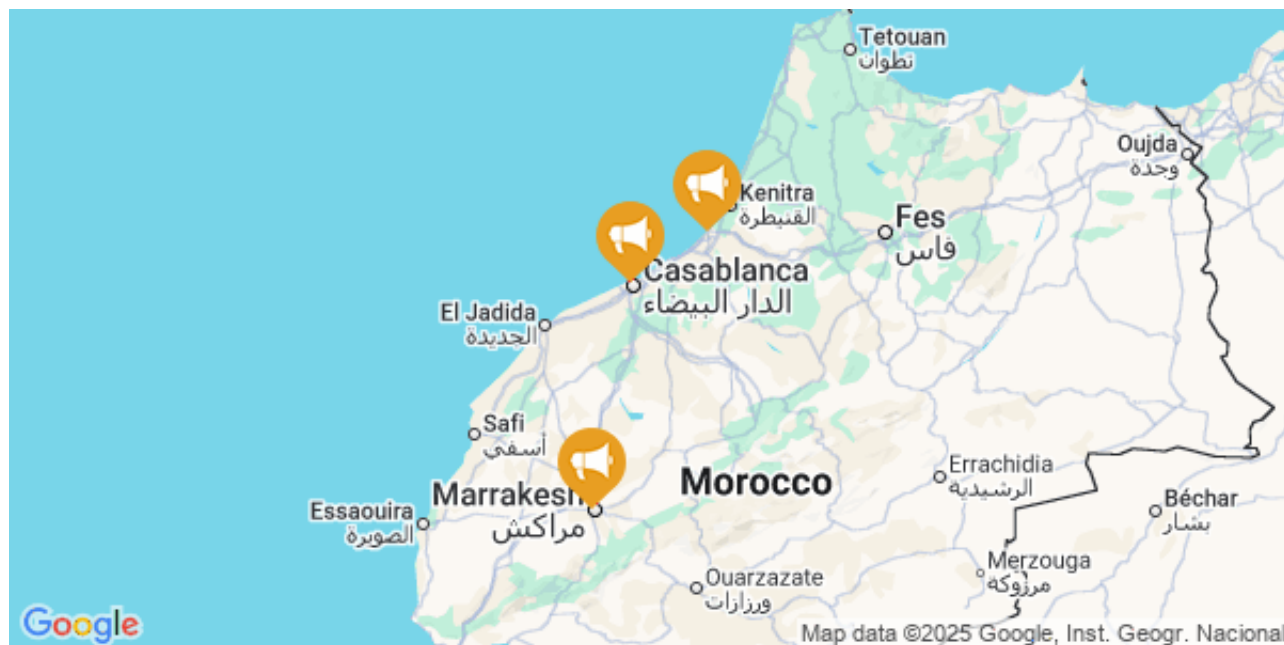 Tetouan
تطوان
Oujda
وجدة
Kenitra
القنيطرة
Fes
فاس
Casablanca
الدار البيضاء
El Jadida
الجديدة
Safi
أسفي
Morocco
Errachidia
الرشيدية
Marrakesh
مراكش
Béchar
بشار
Essaouira
الصويرة
Merzouga
مرزوكة
Ouarzazate
ورزازات
Google
Map data ©2025 Google, Inst. Geogr. Nacional